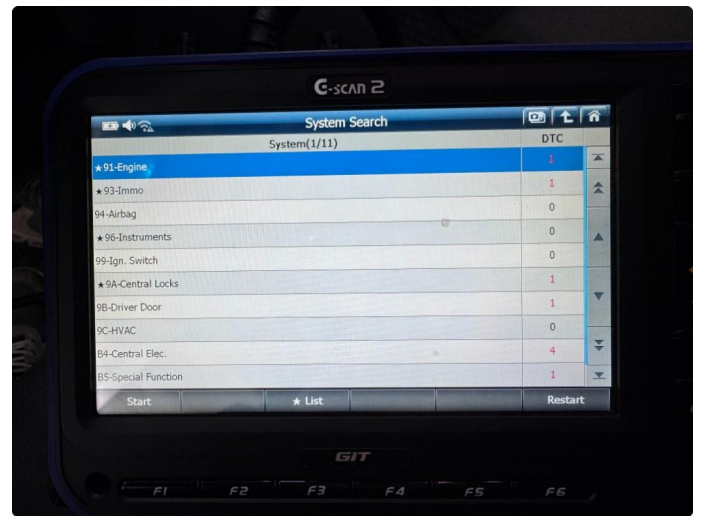 G-scan 2
System Search
System(1/11) DTC
★91-Engine 1
★93-Immo 1
94-Airbag 0
★96-Instruments 0
99-Ign. Switch 0
★9A-Central Locks 1
9B-Driver Door 1
9C-HVAC 0
B4-Central Elec. 4
B5-Special Function 1
Start ★ List Restart
GIT
F1 F2 F3 F4 F5 F6